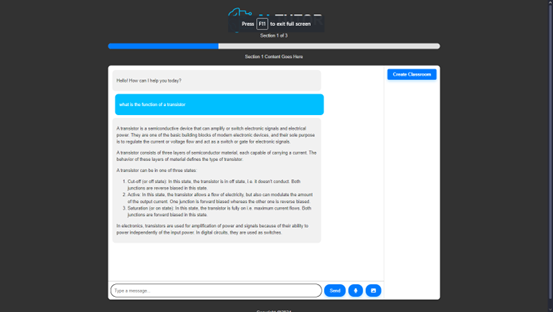 Press F11 to exit full screen
Section 1 of 3
Section 1 Content Goes Here
Hello! How can I help you today?
Create Classroom
what is the function of a transistor
A transistor is a semiconductive device that can amplify or switch electronic signals and electrical
power. They are one of the basic building blocks of modern electronic devices, and their sole purpose
is to regulate the current or voltage flow and act as a switch or gate for electronic signals.
A transistor consists of three layers of semiconductor material, each capable of carrying a current. The
behavior of these layers of material defines the type of transistor.
A transistor can be in one of three states:
1. Cut-off (or off state): In this state, the transistor is in off state, i.e. it doesn't conduct. Both
junctions are reverse biased in this state.
2. Active: In this state, the transistor allows a flow of electricity, but also can modulate the amount
of the output current. One junction is forward biased whereas the other one is reverse biased.
3. Saturation (or on state): In this state, the transistor is fully on i.e. maximum current flows. Both
junctions are forward biased in this state.
In electronics, transistors are used for amplification of power and signals because of their ability to
power independently of the input power. In digital circuits, they are used as switches.
Type a message...
Send